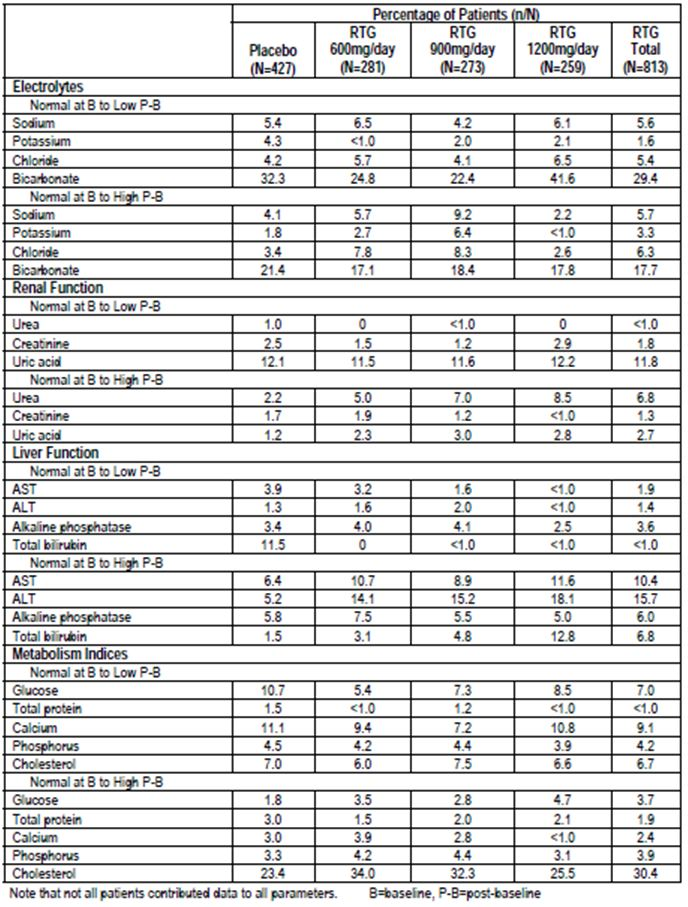 Percentage of Patients (n/N)
Placebo (N=427) RTG 600mg/day (N=281) RTG 900mg/day (N=273) RTG 1200mg/day (N=259) RTG Total (N=813)
Electrolytes
Normal at B to Low P-B
Sodium 5.4 6.5 4.2 6.1 5.6
Potassium 4.3 <1.0 2.0 2.1 1.6
Chloride 4.2 5.7 4.1 6.5 5.4
Bicarbonate 32.3 24.8 22.4 41.6 29.4
Normal at B to High P-B
Sodium 4.1 5.7 9.2 2.2 5.7
Potassium 1.8 2.7 6.4 <1.0 3.3
Chloride 3.4 7.8 8.3 2.6 6.3
Bicarbonate 21.4 17.1 18.4 17.8 17.7
Renal Function
Normal at B to Low P-B
Urea 1.0 0 <1.0 0 <1.0
Creatinine 2.5 1.5 1.2 2.9 1.8
Uric acid 12.1 11.5 11.6 12.2 11.8
Normal at B to High P-B
Urea 2.2 5.0 7.0 8.5 6.8
Creatinine 1.7 1.9 1.2 <1.0 1.3
Uric acid 1.2 2.3 3.0 2.8 2.7
Liver Function
Normal at B to Low P-B
AST 3.9 3.2 1.6 <1.0 1.9
ALT 1.3 1.6 2.0 <1.0 1.4
Alkaline phosphatase 3.4 4.0 4.1 2.5 3.6
Total bilirubin 11.5 0 <1.0 <1.0 <1.0
Normal at B to High P-B
AST 6.4 10.7 8.9 11.6 10.4
ALT 5.2 14.1 15.2 18.1 15.7
Alkaline phosphatase 5.8 7.5 5.5 5.0 6.0
Total bilirubin 1.5 3.1 4.8 12.8 6.8
Metabolism Indices
Normal at B to Low P-B
Glucose 10.7 5.4 7.3 8.5 7.0
Total protein 1.5 <1.0 1.2 <1.0 <1.0
Calcium 11.1 9.4 7.2 10.8 9.1
Phosphorus 4.5 4.2 4.4 3.9 4.2
Cholesterol 7.0 6.0 7.5 6.6 6.7
Normal at B to High P-B
Glucose 1.8 3.5 2.8 4.7 3.7
Total protein 3.0 1.5 2.0 2.1 1.9
Calcium 3.0 3.9 2.8 <1.0 2.4
Phosphorus 3.3 4.2 4.4 3.1 3.9
Cholesterol 23.4 34.0 32.3 25.5 30.4
Note that not all patients contributed data to all parameters. B=baseline, P-B=post-baseline